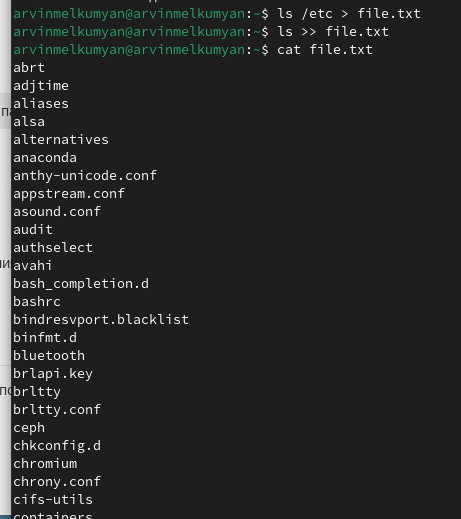 arvinmelkumyan@arvinmelkumyan:~$ ls /etc > file.txt
arvinmelkumyan@arvinmelkumyan:~$ ls >> file.txt
arvinmelkumyan@arvinmelkumyan:~$ cat file.txt
abrt
adjtime
aliases
alsa
alternatives
anaconda
anthy-unicode.conf
appstream.conf
asound.conf
audit
authselect
avahi
bash_completion.d
bashrc
bindresvport.blacklist
binfmt.d
bluetooth
brlapi.key
brltty
brltty.conf
ceph
chkconfig.d
chromium
chrony.conf
cifs-utils
containers